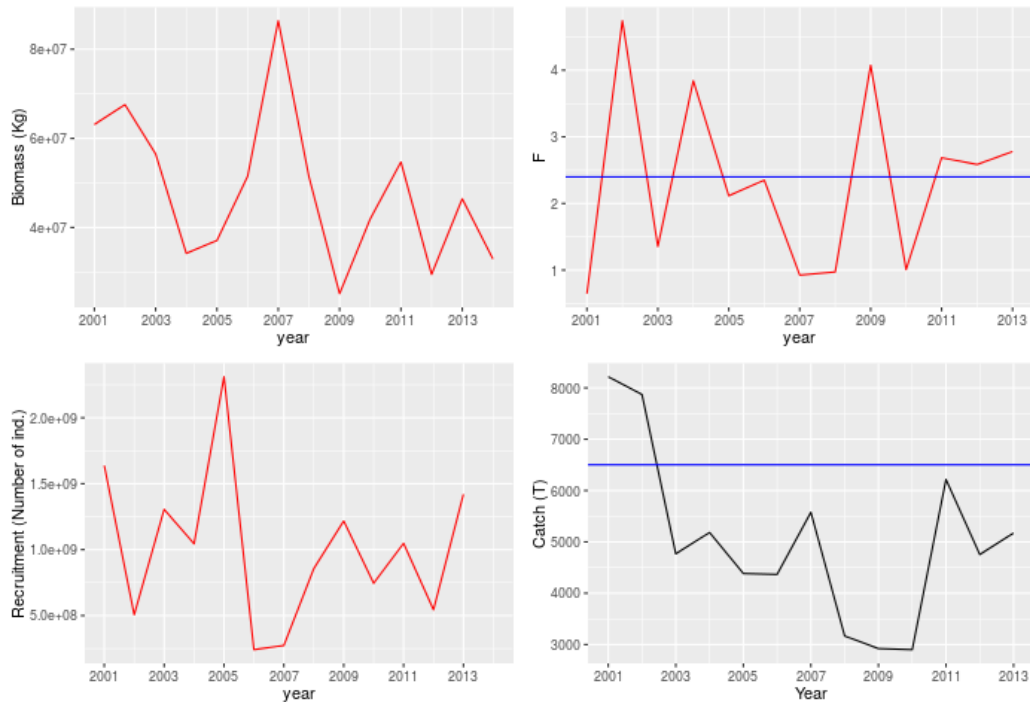 Biomass (Kg)
8e+07
6e+07
4e+07
2001 2003 2005 2007 2009 2011 2013
year
F
4
3
2
1
2001 2003 2005 2007 2009 2011 2013
year
Recruitment (Number of ind.)
2.0e+09
1.5e+09
1.0e+09
5.0e+08
2001 2003 2005 2007 2009 2011 2013
year
Catch (T)
8000
7000
6000
5000
4000
3000
2001 2003 2005 2007 2009 2011 2013
Year